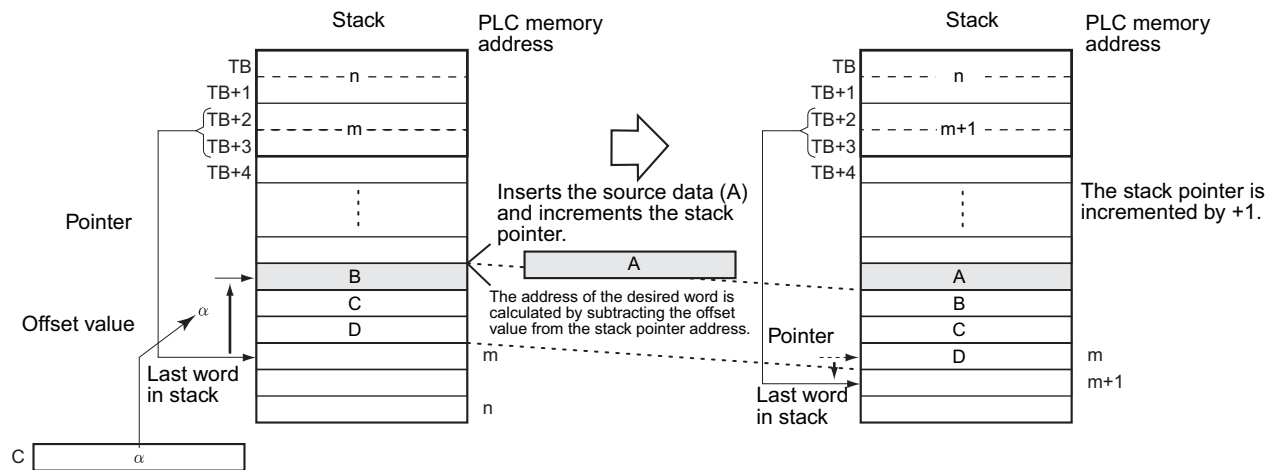 Stack
PLC memory
address
TB
n
TB+1
TB+2
m
TB+3
TB+4
Pointer
B
C
D
Offset value
α
Last word
in stack
m
n
C
α
Inserts the source data (A)
and increments the stack
pointer.
A
The address of the desired word is
calculated by subtracting the offset
value from the stack pointer address.
Stack
PLC memory
address
TB
n
TB+1
TB+2
m+1
TB+3
TB+4
The stack pointer is
incremented by +1.
A
B
C
Pointer
D
m
m+1
Last word
in stack